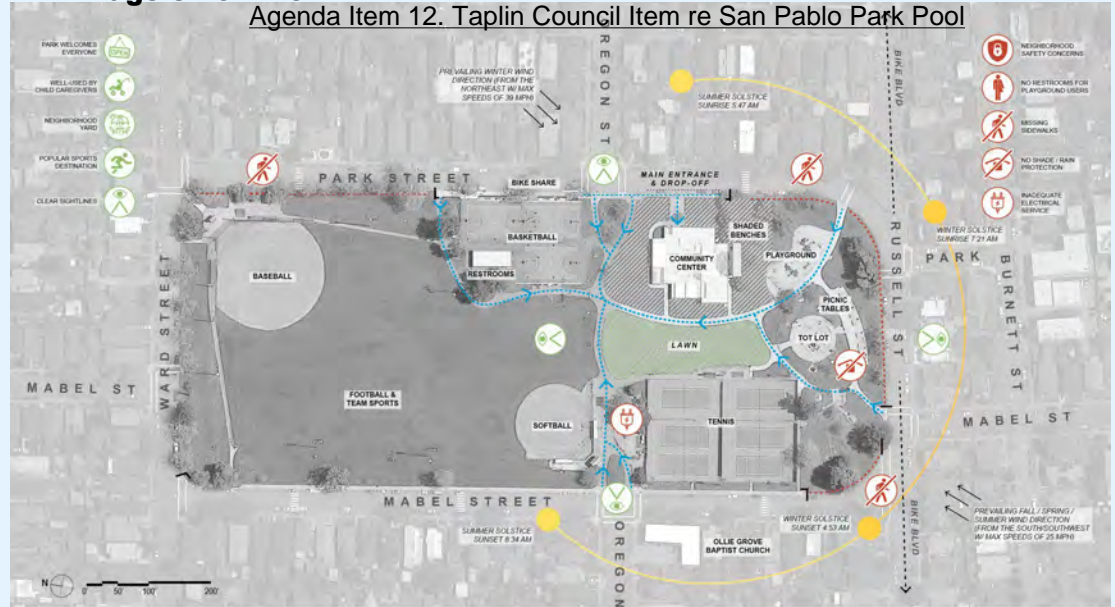 Agenda Item 12. Taplin Council Item re San Pablo Park Pool
PARK WELCOMES
EVERYONE
OPEN
WELL-USED BY
CHILD CAREGIVERS
NEIGHBORHOOD
YARD
POPULAR SPORTS
DESTINATION
CLEAR SIGHTLINES
PREVAILING WINTER WIND
DIRECTION (FROM THE
NORTHEAST W/ MAX
SPEEDS OF 39 MPH)
OREGON ST
SUMMER SOLSTICE
SUNRISE 5:47 AM
BIKE BLVD.
NEIGHBORHOOD
SAFETY CONCERNS
NO RESTROOMS FOR
PLAYGROUND USERS
MISSING
SIDEWALKS
NO SHADE / RAIN
PROTECTION
INADEQUATE
ELECTRICAL
SERVICE
PARK STREET
BIKE SHARE
MAIN ENTRANCE
& DROP-OFF
WINTER SOLSTICE
SUNRISE 7:21 AM
BASEBALL
BASKETBALL
RESTROOMS
COMMUNITY
CENTER
SHADED
BENCHES
PLAYGROUND
PICNIC
TABLES
TOT LOT
LAWN
RUSSELL ST
PARK
BURNETT ST
WARD STREET
MABEL ST
FOOTBALL &
TEAM SPORTS
SOFTBALL
TENNIS
MABEL ST
MABEL STREET
SUMMER SOLSTICE
SUNSET 8:34 AM
OREGON
OLLIE GROVE
BAPTIST CHURCH
WINTER SOLSTICE
SUNSET 4:53 AM
BIKE BLVD
PREVAILING FALL / SPRING /
SUMMER WIND DIRECTION
(FROM THE SOUTH/SOUTHWEST
W/ MAX SPEEDS OF 25 MPH)
N
0' 50' 100' 200'